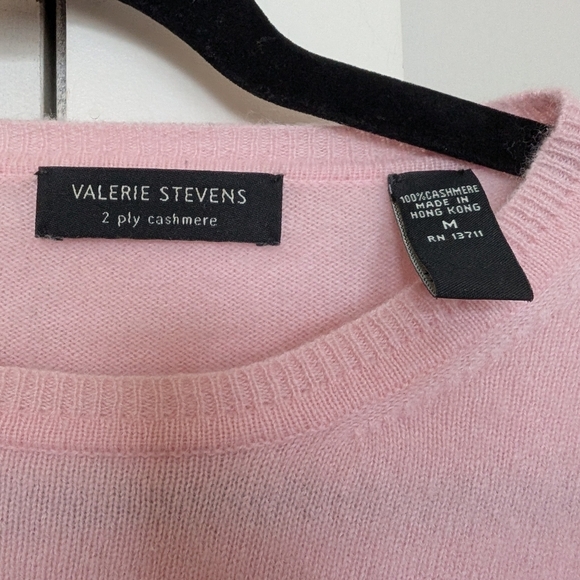 VALERIE STEVENS
2 ply cashmere
100%CASHMERE
MADE IN
HONG KONG
M
RN 13711